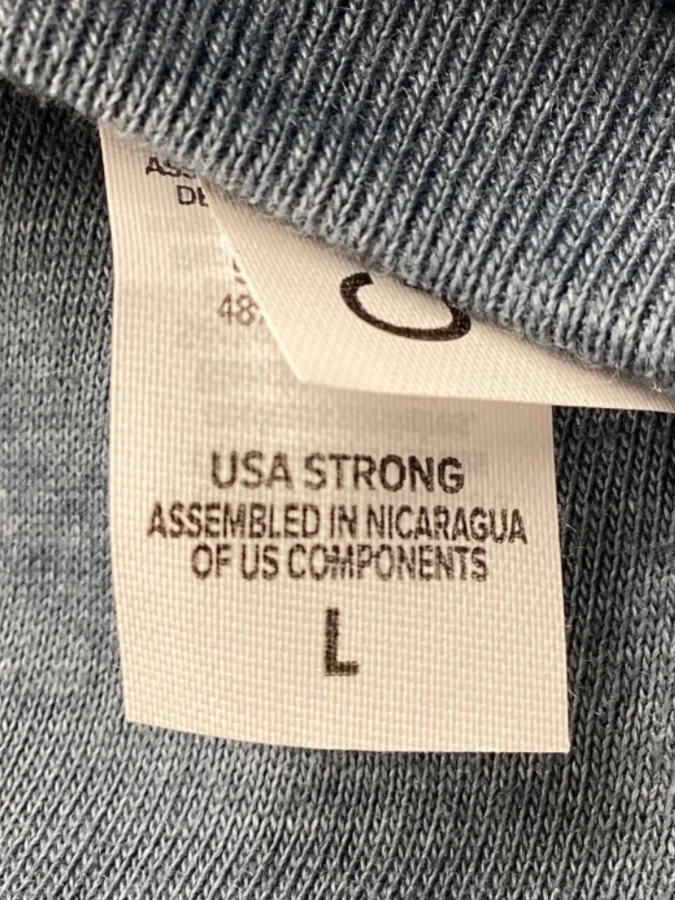 USA STRONG
ASSEMBLED IN NICARAGUA
OF US COMPONENTS
L